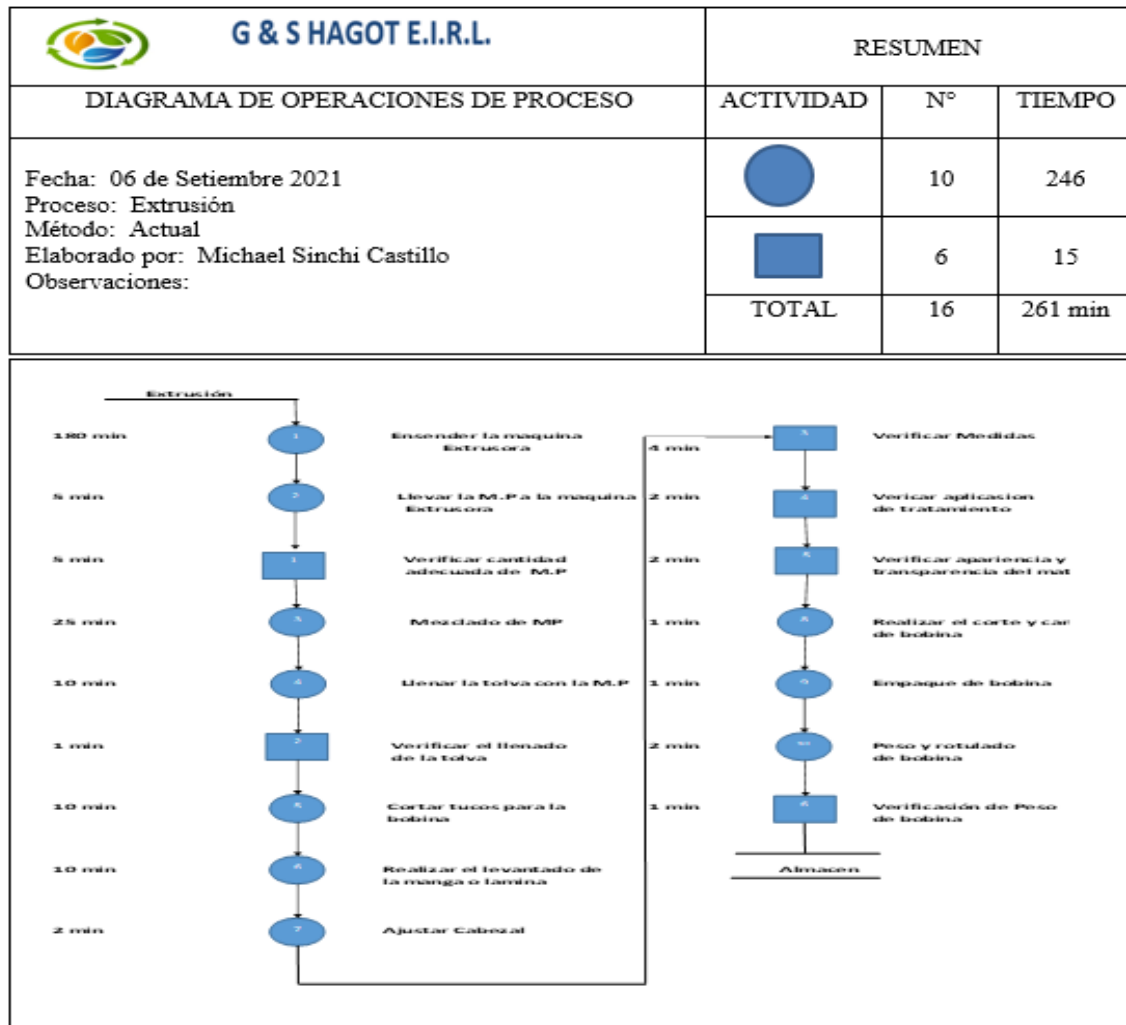 G & S HAGOT E.I.R.L.
RESUMEN
DIAGRAMA DE OPERACIONES DE PROCESO
ACTIVIDAD
N°
TIEMPO
Fecha: 06 de Setiembre 2021
Proceso: Extrusión
Método: Actual
Elaborado por: Michael Sinchi Castillo
Observaciones:
10
246
6
15
TOTAL
16
261 min
Extrusión
180 min
1
Ensender la maquina
Extrusora
5 min
2
Llevar la M.P a la maquina
Extrusora
5 min
1
Verificar cantidad
adecuada de M.P
25 min
3
Mezclado de MP
10 min
4
Llenar la tolva con la M.P
1 min
2
Verificar el llenado
de la tolva
10 min
5
Cortar tucos para la
bobina
10 min
6
Realizar el levantado de
la manga o lamina
2 min
7
Ajustar Cabezal
4 min
3
Verificar Medidas
2 min
4
Vericar aplicasion
de tratamiento
2 min
5
Verificar apariencia y
transparencia del mat
1 min
8
Realizar el corte y car
de bobina
1 min
9
Empaque de bobina
2 min
10
Peso y rotulado
de bobina
1 min
6
Verificasión de Peso
de bobina
Almacen